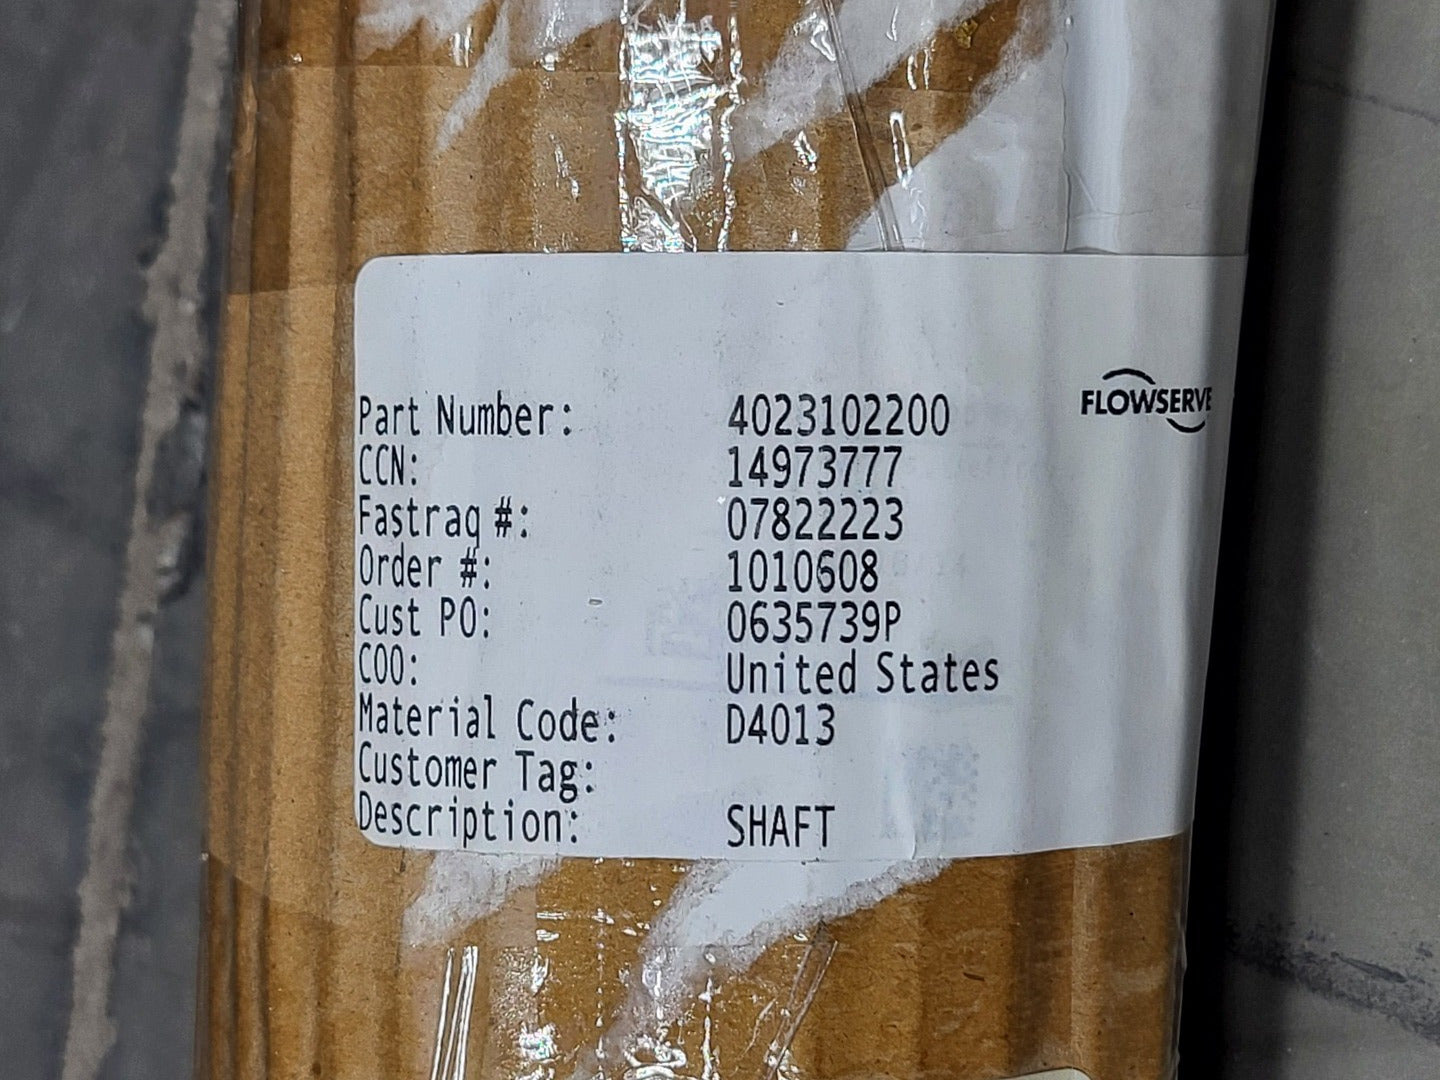 FLOWSERVE
Part Number: 4023102200
CCN: 14973777
Fastraq #: 07822223
Order #: 1010608
Cust PO: 0635739P
COO: United States
Material Code: D4013
Customer Tag:
Description: SHAFT